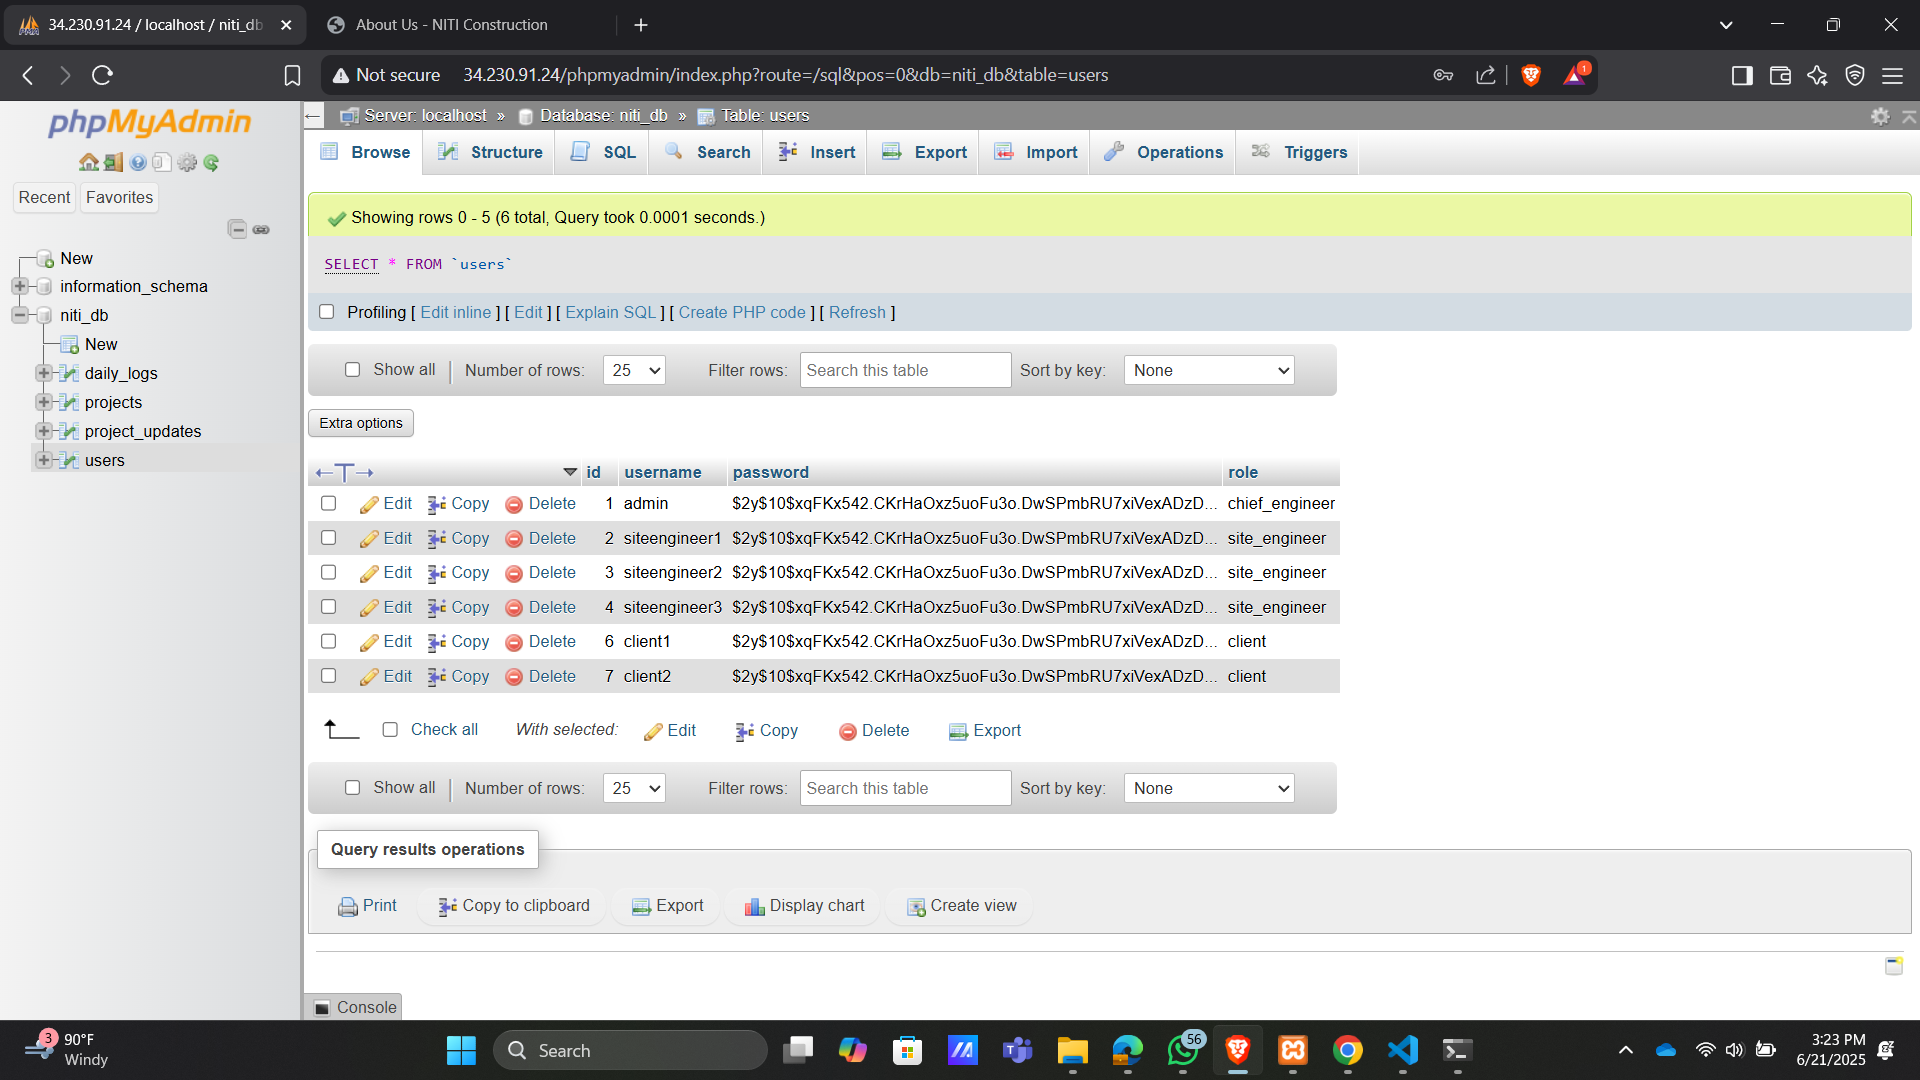 34.230.91.24 / localhost / niti_db
About Us - NITI Construction
Not secure 34.230.91.24/phpmyadmin/index.php?route=/sql&pos=0&db=niti_db&table=users
1
phpMyAdmin
Recent Favorites
New
information_schema
niti_db
New
daily_logs
projects
project_updates
users
Server: localhost » Database: niti_db » Table: users
Browse Structure SQL Search Insert Export Import Operations Triggers
Showing rows 0 - 5 (6 total, Query took 0.0001 seconds.)
SELECT * FROM `users`
Profiling [ Edit inline ] [ Edit ] [ Explain SQL ] [ Create PHP code ] [ Refresh ]
Show all Number of rows: 25 Filter rows: Search this table Sort by key: None
Extra options
id username password role
Edit Copy Delete 1 admin $2y$10$xqFKx542.CKrHaOxz5uoFu3o.DwSPmbRU7xiVexADzD... chief_engineer
Edit Copy Delete 2 siteengineer1 $2y$10$xqFKx542.CKrHaOxz5uoFu3o.DwSPmbRU7xiVexADzD... site_engineer
Edit Copy Delete 3 siteengineer2 $2y$10$xqFKx542.CKrHaOxz5uoFu3o.DwSPmbRU7xiVexADzD... site_engineer
Edit Copy Delete 4 siteengineer3 $2y$10$xqFKx542.CKrHaOxz5uoFu3o.DwSPmbRU7xiVexADzD... site_engineer
Edit Copy Delete 6 client1 $2y$10$xqFKx542.CKrHaOxz5uoFu3o.DwSPmbRU7xiVexADzD... client
Edit Copy Delete 7 client2 $2y$10$xqFKx542.CKrHaOxz5uoFu3o.DwSPmbRU7xiVexADzD... client
Check all With selected: Edit Copy Delete Export
Show all Number of rows: 25 Filter rows: Search this table Sort by key: None
Query results operations
Print Copy to clipboard Export Display chart Create view
Console
3 90°F
Windy
Search
56
3:23 PM
6/21/2025